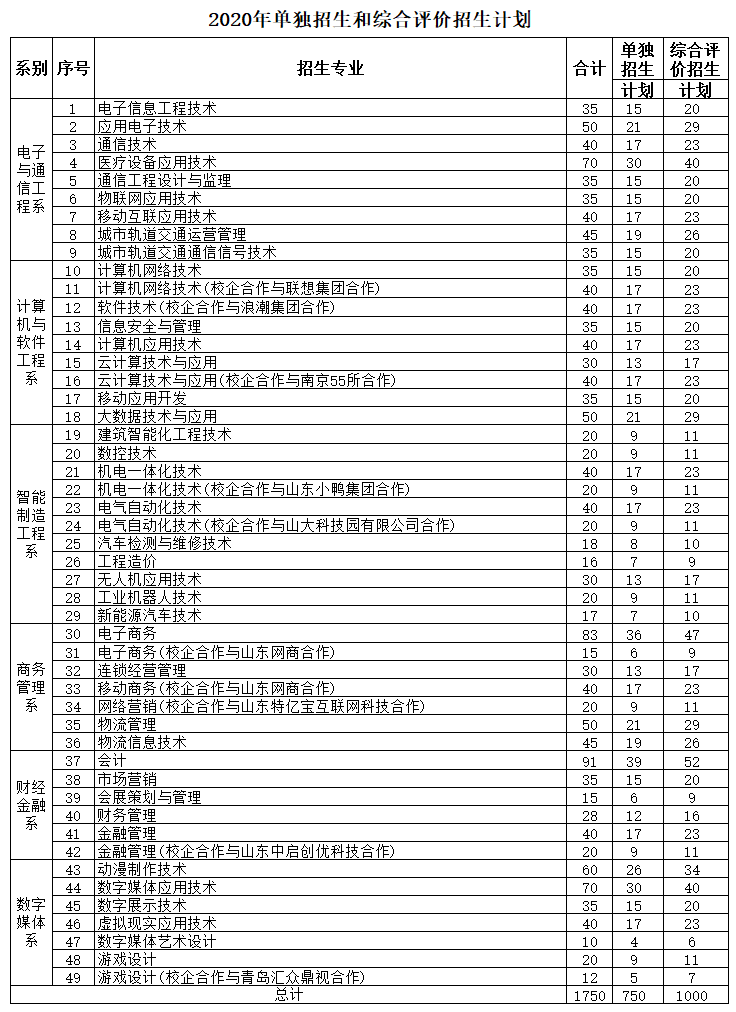 2020年单独招生和综合评价招生计划
系别 序号 招生专业 合计 单独招生计划 综合评价招生计划
电子与通信工程系
1 电子信息工程技术 35 15 20
2 应用电子技术 50 21 29
3 通信技术 40 17 23
4 医疗设备应用技术 70 30 40
5 通信工程设计与监理 35 15 20
6 物联网应用技术 35 15 20
7 移动互联应用技术 40 17 23
8 城市轨道交通运营管理 45 19 26
9 城市轨道交通通信信号技术 35 15 20
计算机与软件工程系
10 计算机网络技术 35 15 20
11 计算机网络技术(校企合作与联想集团合作) 40 17 23
12 软件技术(校企合作与浪潮集团合作) 40 17 23
13 信息安全与管理 35 15 20
14 计算机应用技术 40 17 23
15 云计算技术与应用 30 13 17
16 云计算技术与应用(校企合作与南京55所合作) 40 17 23
17 移动应用开发 35 15 20
18 大数据技术与应用 50 21 29
智能制造工程系
19 建筑智能化工程技术 20 9 11
20 数控技术 20 9 11
21 机电一体化技术 40 17 23
22 机电一体化技术(校企合作与山东小鸭集团合作) 20 9 11
23 电气自动化技术 40 17 23
24 电气自动化技术(校企合作与山大科技园有限公司合作) 20 9 11
25 汽车检测与维修技术 18 8 10
26 工程造价 16 7 9
27 无人机应用技术 30 13 17
28 工业机器人技术 20 9 11
29 新能源汽车技术 17 7 10
商务管理系
30 电子商务 83 36 47
31 电子商务(校企合作与山东网商合作) 15 6 9
32 连锁经营管理 30 13 17
33 移动商务(校企合作与山东网商合作) 40 17 23
34 网络营销(校企合作与山东特亿宝互联网科技合作) 20 9 11
35 物流管理 50 21 29
36 物流信息技术 45 19 26
财经金融系
37 会计 91 39 52
38 市场营销 35 15 20
39 会展策划与管理 15 6 9
40 财务管理 28 12 16
41 金融管理 40 17 23
42 金融管理(校企合作与山东中启创优科技合作) 20 9 11
数字媒体系
43 动漫制作技术 60 26 34
44 数字媒体应用技术 70 30 40
45 数字展示技术 35 15 20
46 虚拟现实应用技术 40 17 23
47 数字媒体艺术设计 10 4 6
48 游戏设计 20 9 11
49 游戏设计(校企合作与青岛汇众鼎视合作) 12 5 7
总计 1750 750 1000